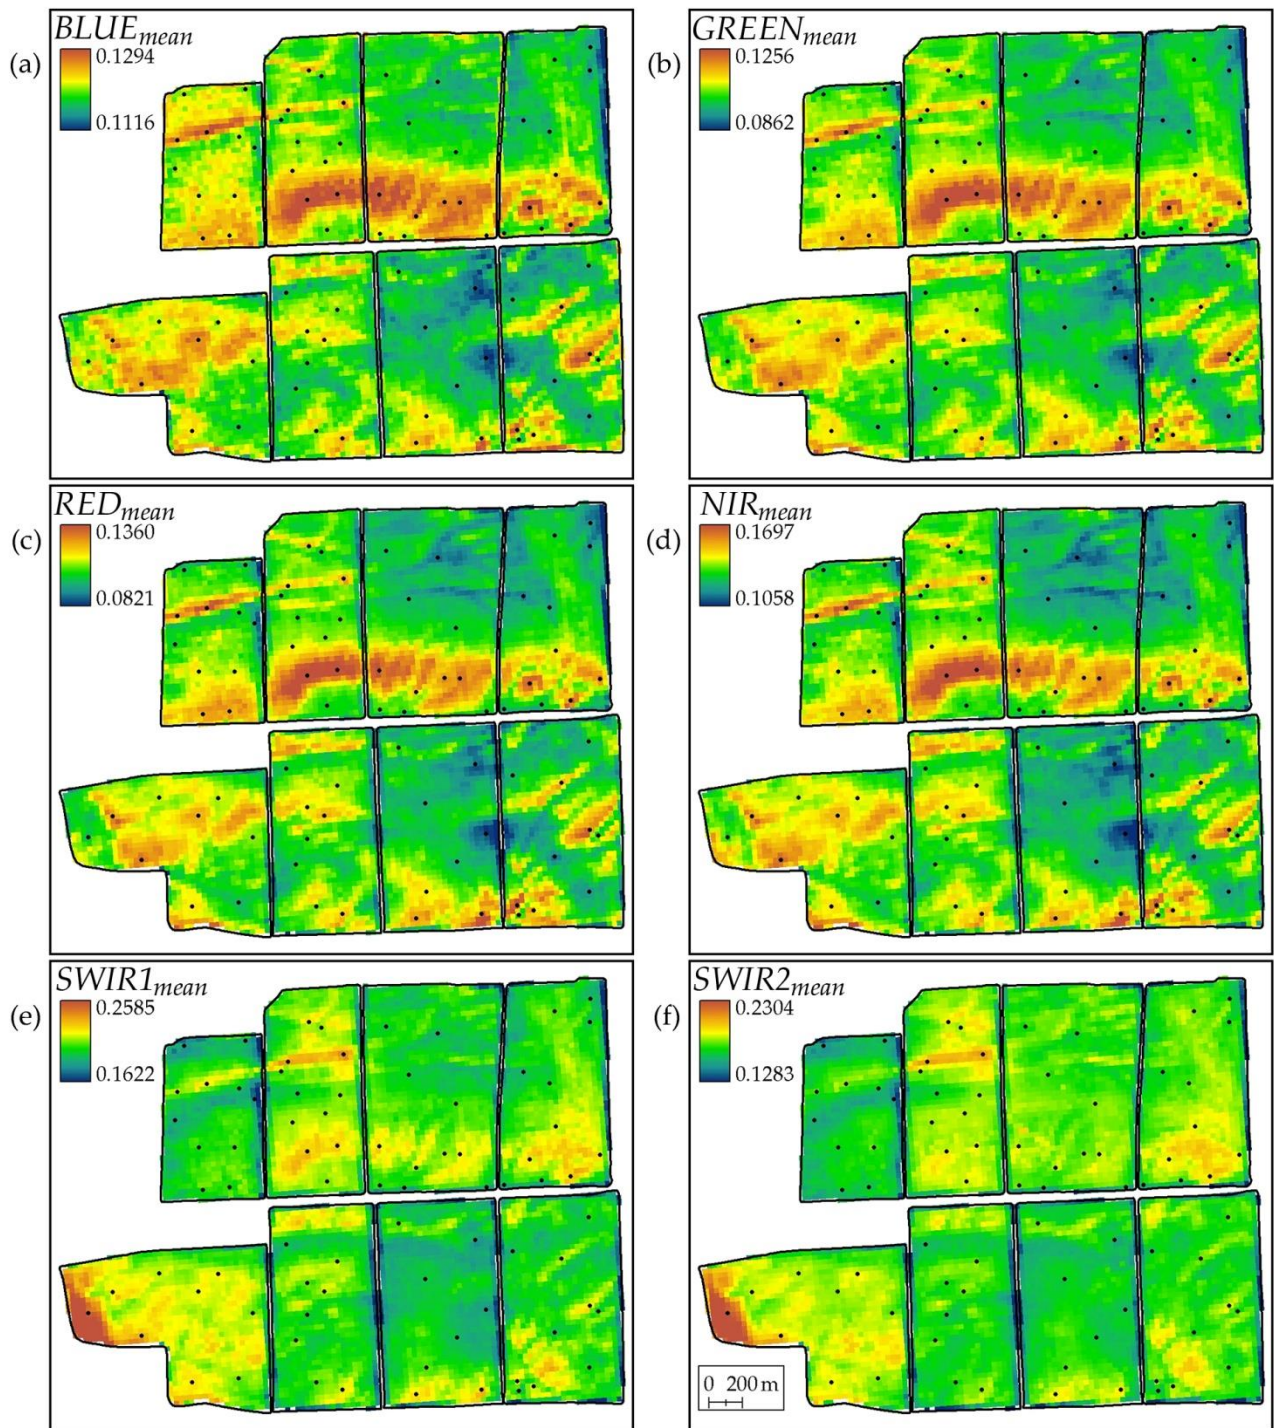 (a)
BLUEmean
0.1294
0.1116
(b)
GREENmean
0.1256
0.0862
(c)
REDmean
0.1360
0.0821
(d)
NIRmean
0.1697
0.1058
(e)
SWIR1mean
0.2585
0.1622
(f)
SWIR2mean
0.2304
0.1283
0 200 m